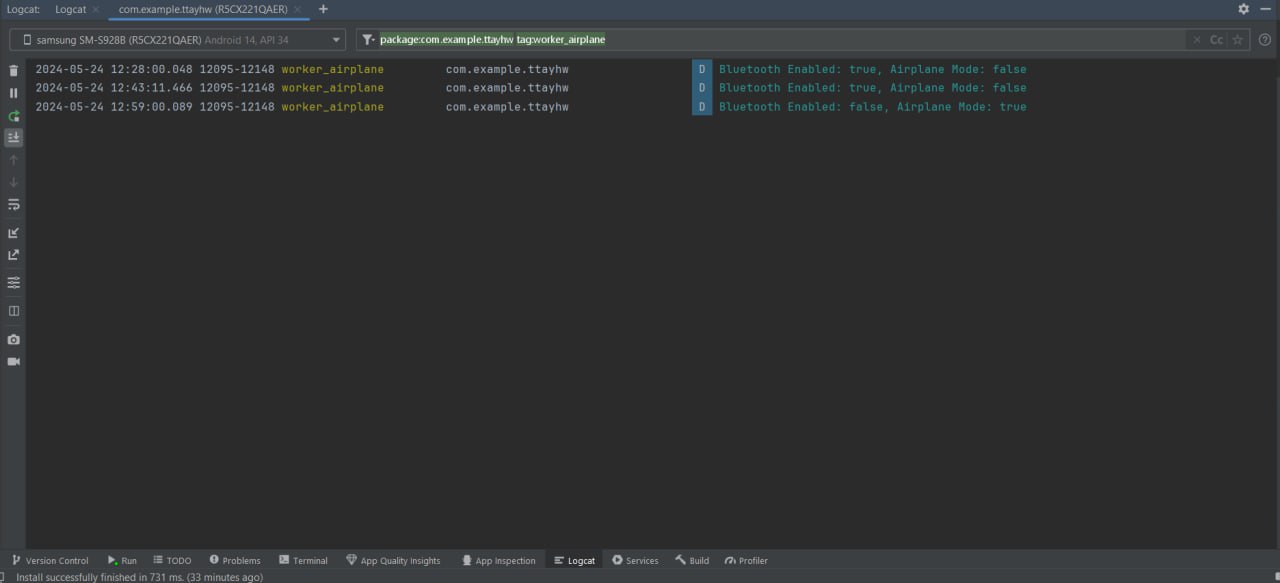 Logcat: Logcat com.example.ttayhw (R5CX221QAER)
samsung SM-S928B (R5CX221QAER) Android 14, API 34 package:com.example.ttayhw tag:worker_airplane Cc
2024-05-24 12:28:00.048 12095-12148 worker_airplane com.example.ttayhw D Bluetooth Enabled: true, Airplane Mode: false
2024-05-24 12:43:11.466 12095-12148 worker_airplane com.example.ttayhw D Bluetooth Enabled: true, Airplane Mode: false
2024-05-24 12:59:00.089 12095-12148 worker_airplane com.example.ttayhw D Bluetooth Enabled: false, Airplane Mode: true
Version Control Run TODO Problems Terminal App Quality Insights App Inspection Logcat Services Build Profiler
Install successfully finished in 731 ms. (33 minutes ago)